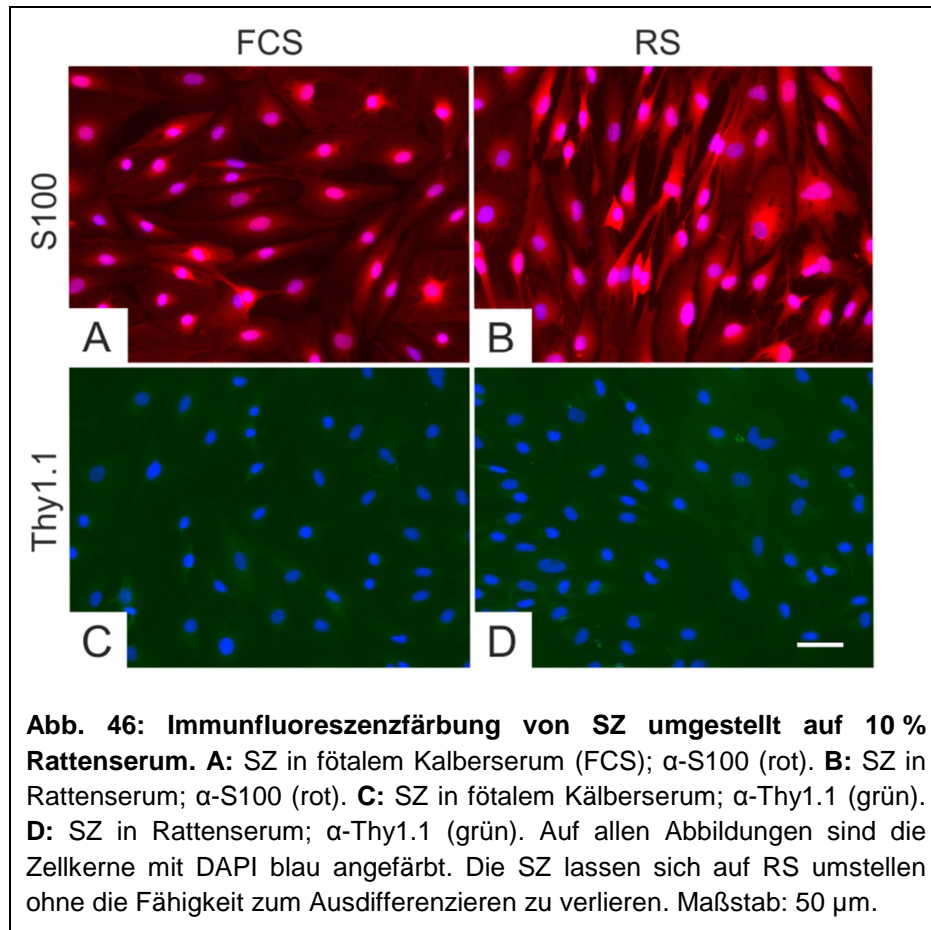 FCS RS
S100
A B
Thy1.1
C D
Abb. 46: Immunfluoreszenzfärbung von SZ umgestellt auf 10 %
Rattenserum. A: SZ in fötalem Kalberserum (FCS); α-S100 (rot). B: SZ in
Rattenserum; α-S100 (rot). C: SZ in fötalem Kälberserum; α-Thy1.1 (grün).
D: SZ in Rattenserum; α-Thy1.1 (grün). Auf allen Abbildungen sind die
Zellkerne mit DAPI blau angefärbt. Die SZ lassen sich auf RS umstellen
ohne die Fähigkeit zum Ausdifferenzieren zu verlieren. Maßstab: 50 µm.